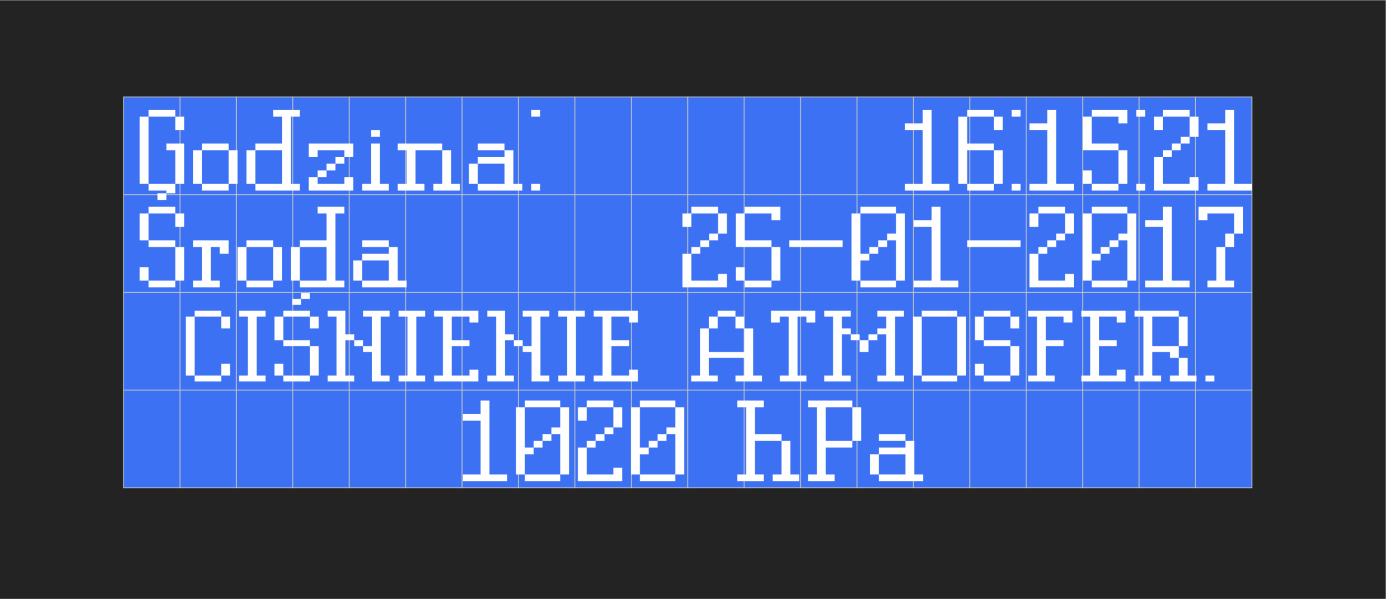 Godzina: 16:15:21
Środa 25-01-2017
CIŚNIENIE ATMOSFER.
1020 hPa